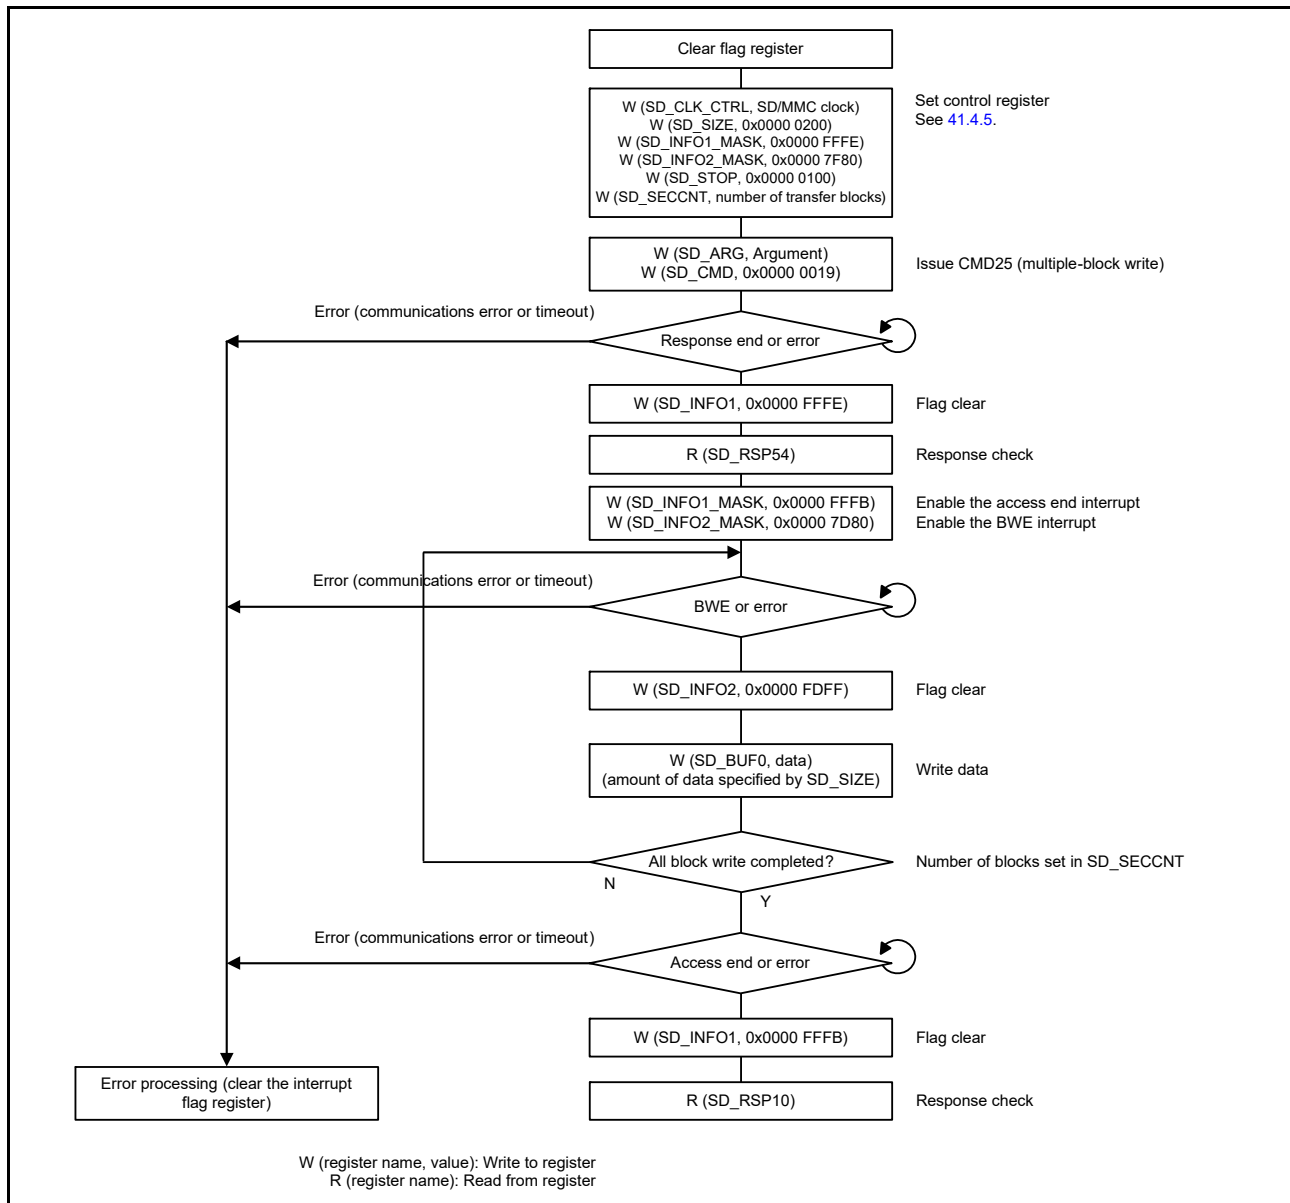 Clear flag register
W (SD_CLK_CTRL, SD/MMC clock)
W (SD_SIZE, 0x0000 0200)
W (SD_INFO1_MASK, 0x0000 FFFE)
W (SD_INFO2_MASK, 0x0000 7F80)
W (SD_STOP, 0x0000 0100)
W (SD_SECCNT, number of transfer blocks)
Set control register
See 41.4.5.
W (SD_ARG, Argument)
W (SD_CMD, 0x0000 0019)
Issue CMD25 (multiple-block write)
Error (communications error or timeout)
Response end or error
W (SD_INFO1, 0x0000 FFFE)
Flag clear
R (SD_RSP54)
Response check
W (SD_INFO1_MASK, 0x0000 FFFB)
W (SD_INFO2_MASK, 0x0000 7D80)
Enable the access end interrupt
Enable the BWE interrupt
Error (communications error or timeout)
BWE or error
W (SD_INFO2, 0x0000 FDFF)
Flag clear
W (SD_BUF0, data)
(amount of data specified by SD_SIZE)
Write data
All block write completed?
Number of blocks set in SD_SECCNT
N
Y
Error (communications error or timeout)
Access end or error
W (SD_INFO1, 0x0000 FFFB)
Flag clear
Error processing (clear the interrupt
flag register)
R (SD_RSP10)
Response check
W (register name, value): Write to register
R (register name): Read from register